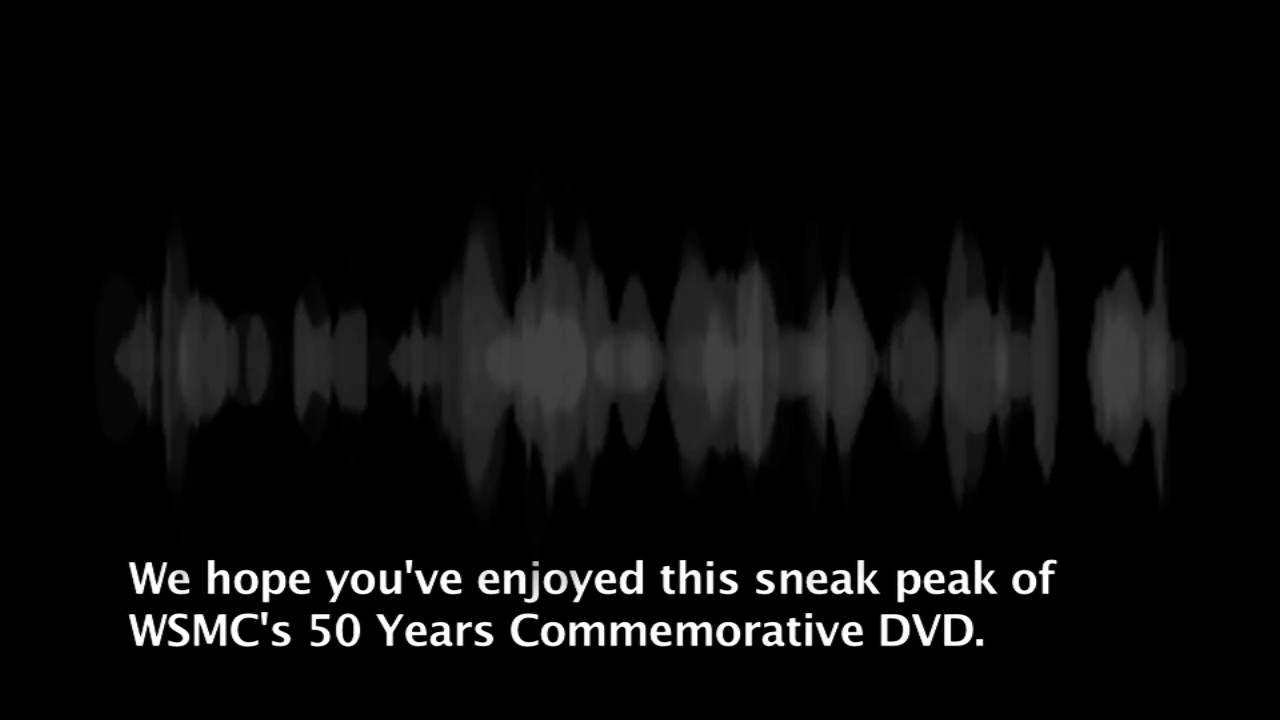 We hope you've enjoyed this sneak peak of
WSMC's 50 Years Commemorative DVD.